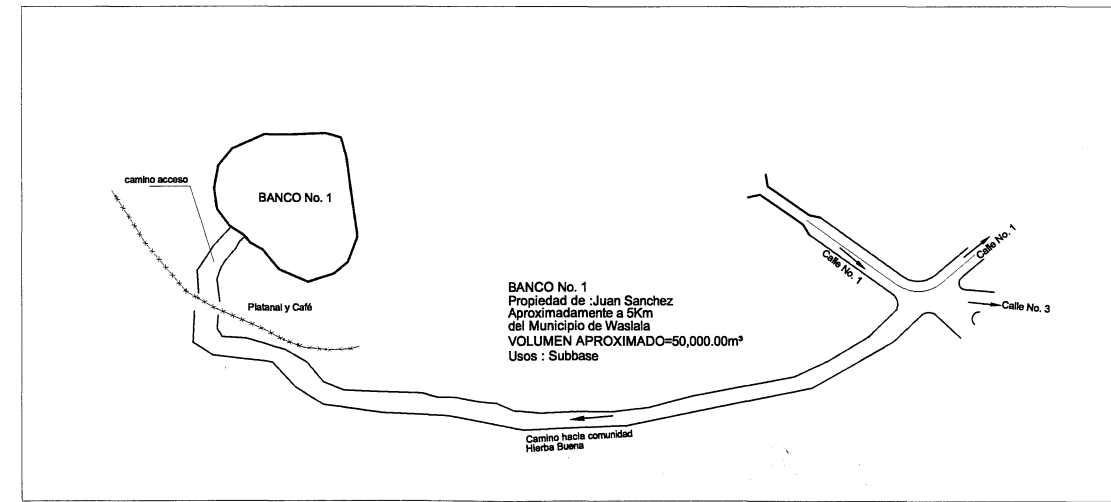 camino acceso
BANCO No. 1
Platanal y Café
BANCO No. 1
Propiedad de :Juan Sanchez
Aproximadamente a 5Km
del Municipio de Waslala
VOLUMEN APROXIMADO=50,000.00m³
Usos : Subbase
Calle No. 1
Calle No. 1
Calle No. 3
Camino hacia comunidad
Hierba Buena